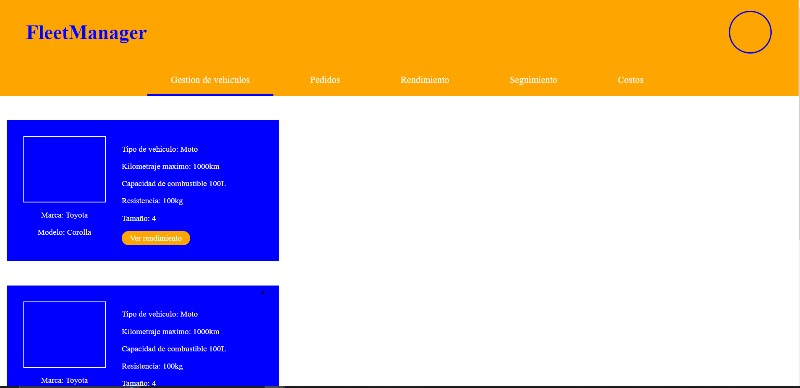 FleetManager
Gestion de vehiculos Pedidos Rendimiento Seguimiento Costos
Tipo de vehículo: Moto
Kilometraje maximo: 1000km
Capacidad de combustible 100L
Resistencia: 100kg
Tamaño: 4
Marca: Toyota
Modelo: Corolla
Ver rendimiento
Tipo de vehículo: Moto
Kilometraje maximo: 1000km
Capacidad de combustible 100L
Resistencia: 100kg
Tamaño: 4
Marca: Toyota